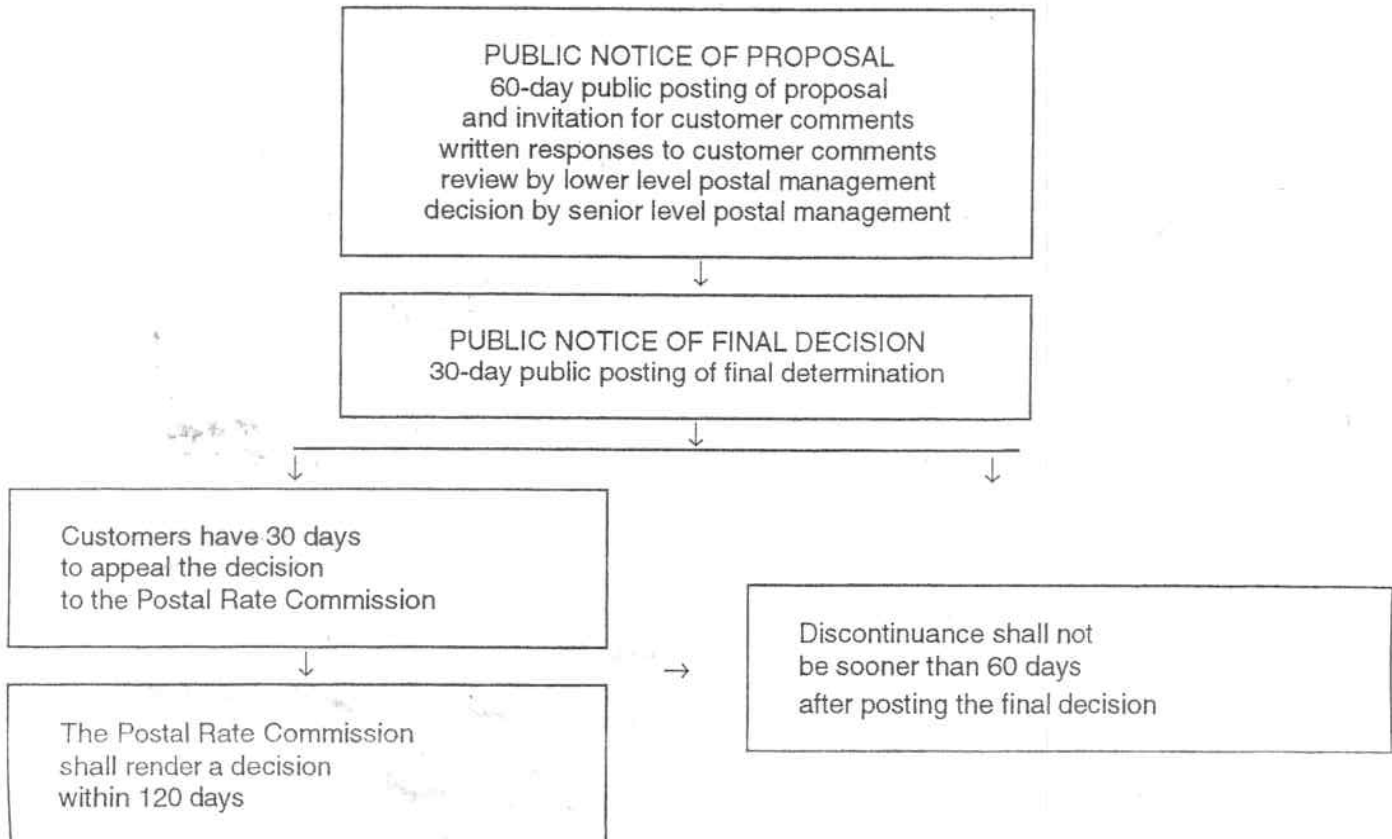 PUBLIC NOTICE OF PROPOSAL
60-day public posting of proposal
and invitation for customer comments
written responses to customer comments
review by lower level postal management
decision by senior level postal management
PUBLIC NOTICE OF FINAL DECISION
30-day public posting of final determination
Customers have 30 days
to appeal the decision
to the Postal Rate Commission
The Postal Rate Commission
shall render a decision
within 120 days
Discontinuance shall not
be sooner than 60 days
after posting the final decision